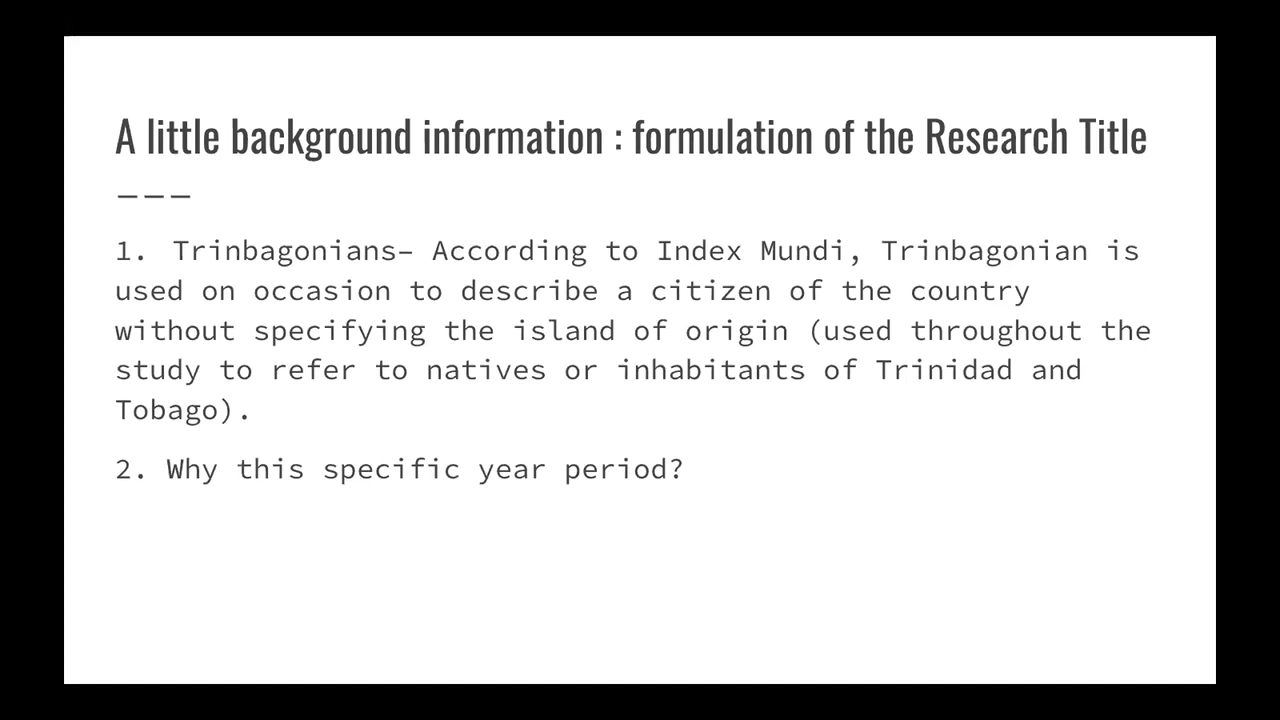 A little background information : formulation of the Research Title
———
1. Trinbagonians– According to Index Mundi, Trinbagonian is
used on occasion to describe a citizen of the country
without specifying the island of origin (used throughout the
study to refer to natives or inhabitants of Trinidad and
Tobago).
2. Why this specific year period?